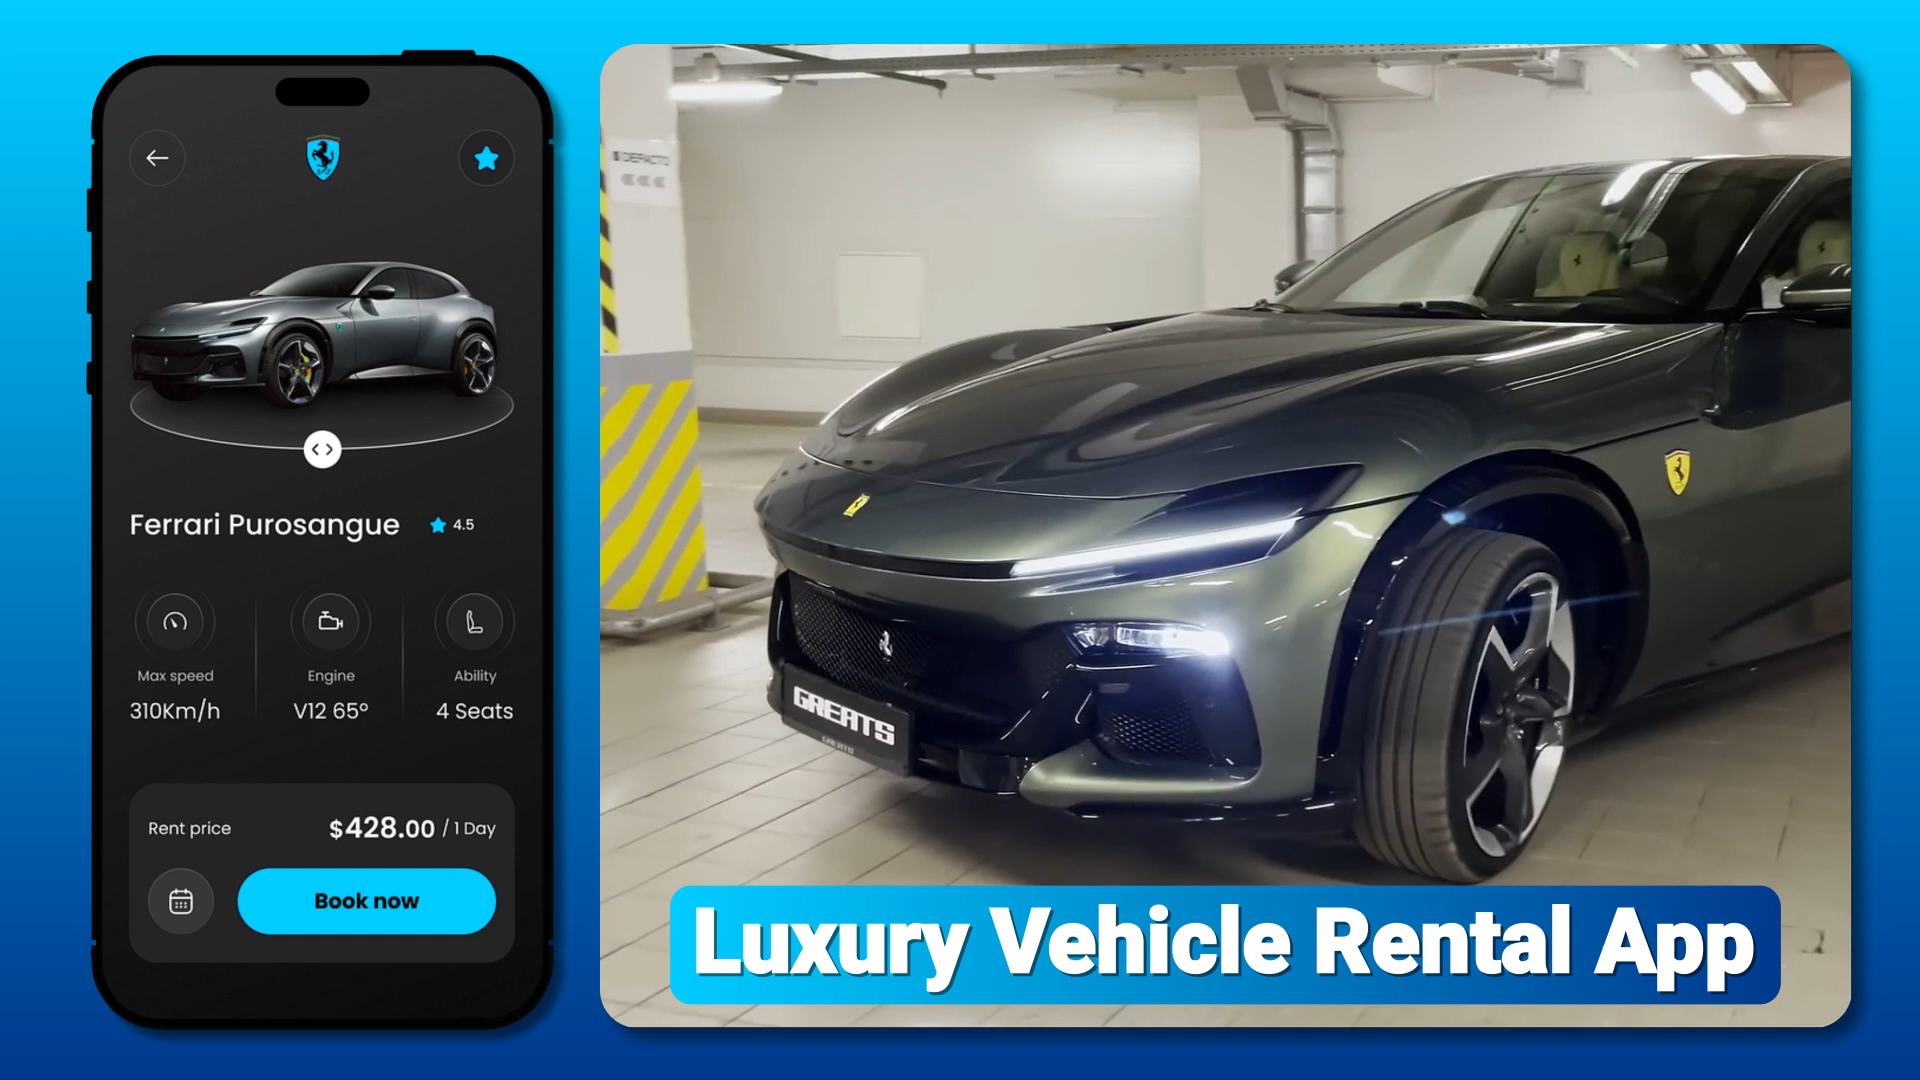 Ferrari Purosangue
4.5
Max speed
Engine
Ability
310Km/h
V12 65°
4 Seats
Rent price
$428.00 / 1 Day
Book now
DEFACTO
GREATS
Luxury Vehicle Rental App